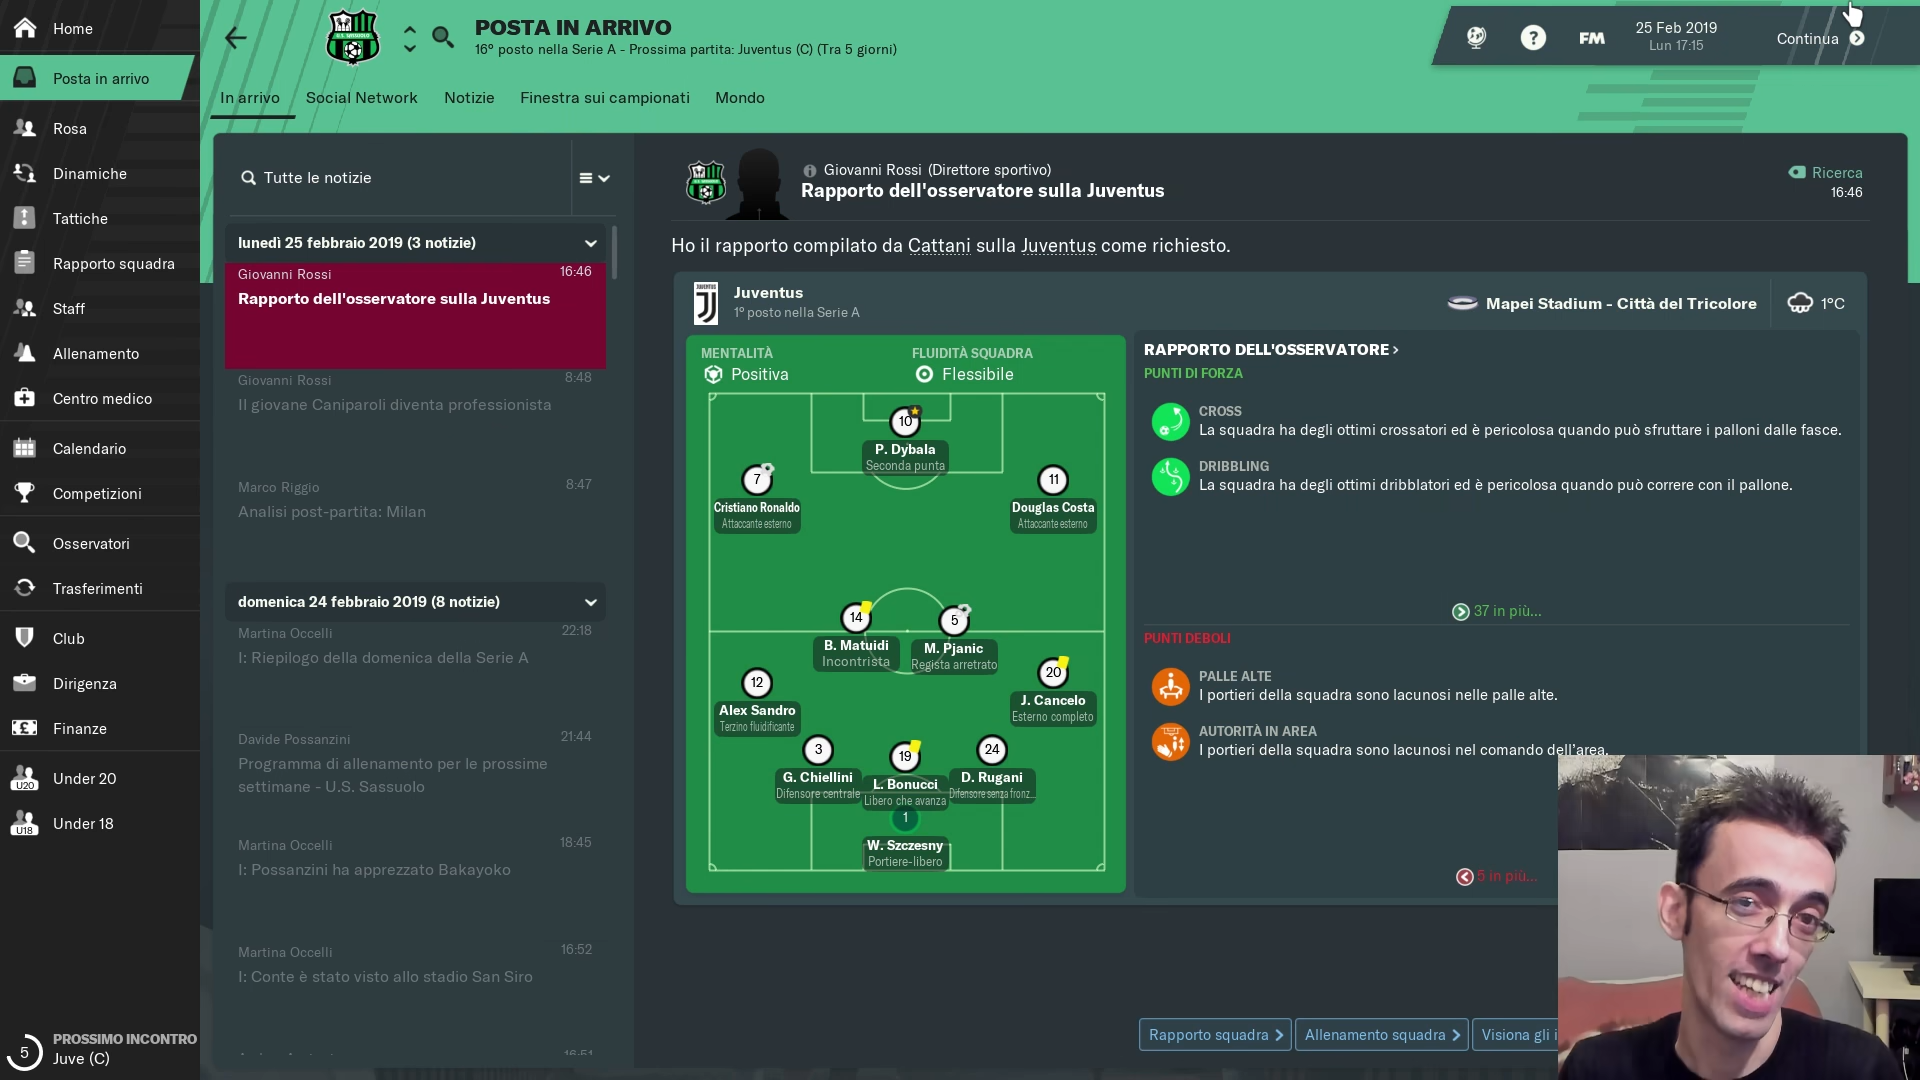 Home
Posta in arrivo
Rosa
Dinamiche
Tattiche
Rapporto squadra
Staff
Allenamento
Centro medico
Calendario
Competizioni
Osservatori
Trasferimenti
Club
Dirigenza
Finanze
U20
Under 20
U18
Under 18
PROSSIMO INCONTRO
5
Juve (C)
POSTA IN ARRIVO
16° posto nella Serie A - Prossima partita: Juventus (C) (Tra 5 giorni)
FM
25 Feb 2019
Lun 17:15
Continua
In arrivo
Social Network
Notizie
Finestra sui campionati
Mondo
Tutte le notizie
lunedì 25 febbraio 2019 (3 notizie)
Giovanni Rossi
16:46
Rapporto dell'osservatore sulla Juventus
Giovanni Rossi
8:48
Il giovane Caniparoli diventa professionista
Marco Riggio
8:47
Analisi post-partita: Milan
domenica 24 febbraio 2019 (8 notizie)
Martina Occelli
22:18
I: Riepilogo della domenica della Serie A
Davide Possanzini
21:44
Programma di allenamento per le prossime
settimane - U.S. Sassuolo
Martina Occelli
18:45
I: Possanzini ha apprezzato Bakayoko
Martina Occelli
16:52
I: Conte è stato visto allo stadio San Siro
16:51
Giovanni Rossi (Direttore sportivo)
Rapporto dell'osservatore sulla Juventus
Ricerca
16:46
Ho il rapporto compilato da Cattani sulla Juventus come richiesto.
Juventus
1° posto nella Serie A
Mapei Stadium - Città del Tricolore
1°C
MENTALITÀ
Positiva
FLUIDITÀ SQUADRA
Flessibile
10
P. Dybala
Seconda punta
7
Cristiano Ronaldo
Attaccante esterno
11
Douglas Costa
Attaccante esterno
14
B. Matuidi
Incontrista
5
M. Pjanic
Regista arretrato
12
Alex Sandro
Terzino fluidificante
20
J. Cancelo
Esterno completo
3
G. Chiellini
Difensore centrale
19
L. Bonucci
Libero che avanza
24
D. Rugani
Difensore senza fronz...
1
W. Szczesny
Portiere-libero
RAPPORTO DELL'OSSERVATORE
PUNTI DI FORZA
CROSS
La squadra ha degli ottimi crossatori ed è pericolosa quando può sfruttare i palloni dalle fasce.
DRIBBLING
La squadra ha degli ottimi dribblatori ed è pericolosa quando può correre con il pallone.
37 in più...
PUNTI DEBOLI
PALLE ALTE
I portieri della squadra sono lacunosi nelle palle alte.
AUTORITÀ IN AREA
I portieri della squadra sono lacunosi nel comando dell'area.
5 in più...
Rapporto squadra
Allenamento squadra
Visiona gli i